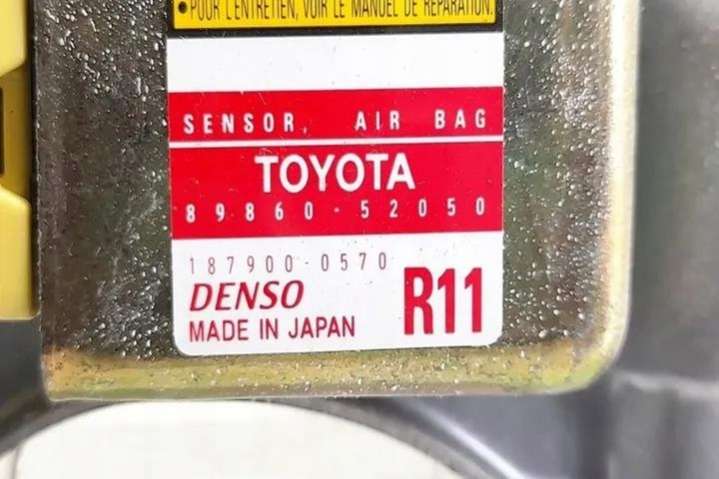 • POUR L'ENTRETIEN, VOIR LE MANUEL DE RÉPARATION.
SENSOR, AIR BAG
TOYOTA
89860-52050
187900-0570
DENSO
MADE IN JAPAN
R11